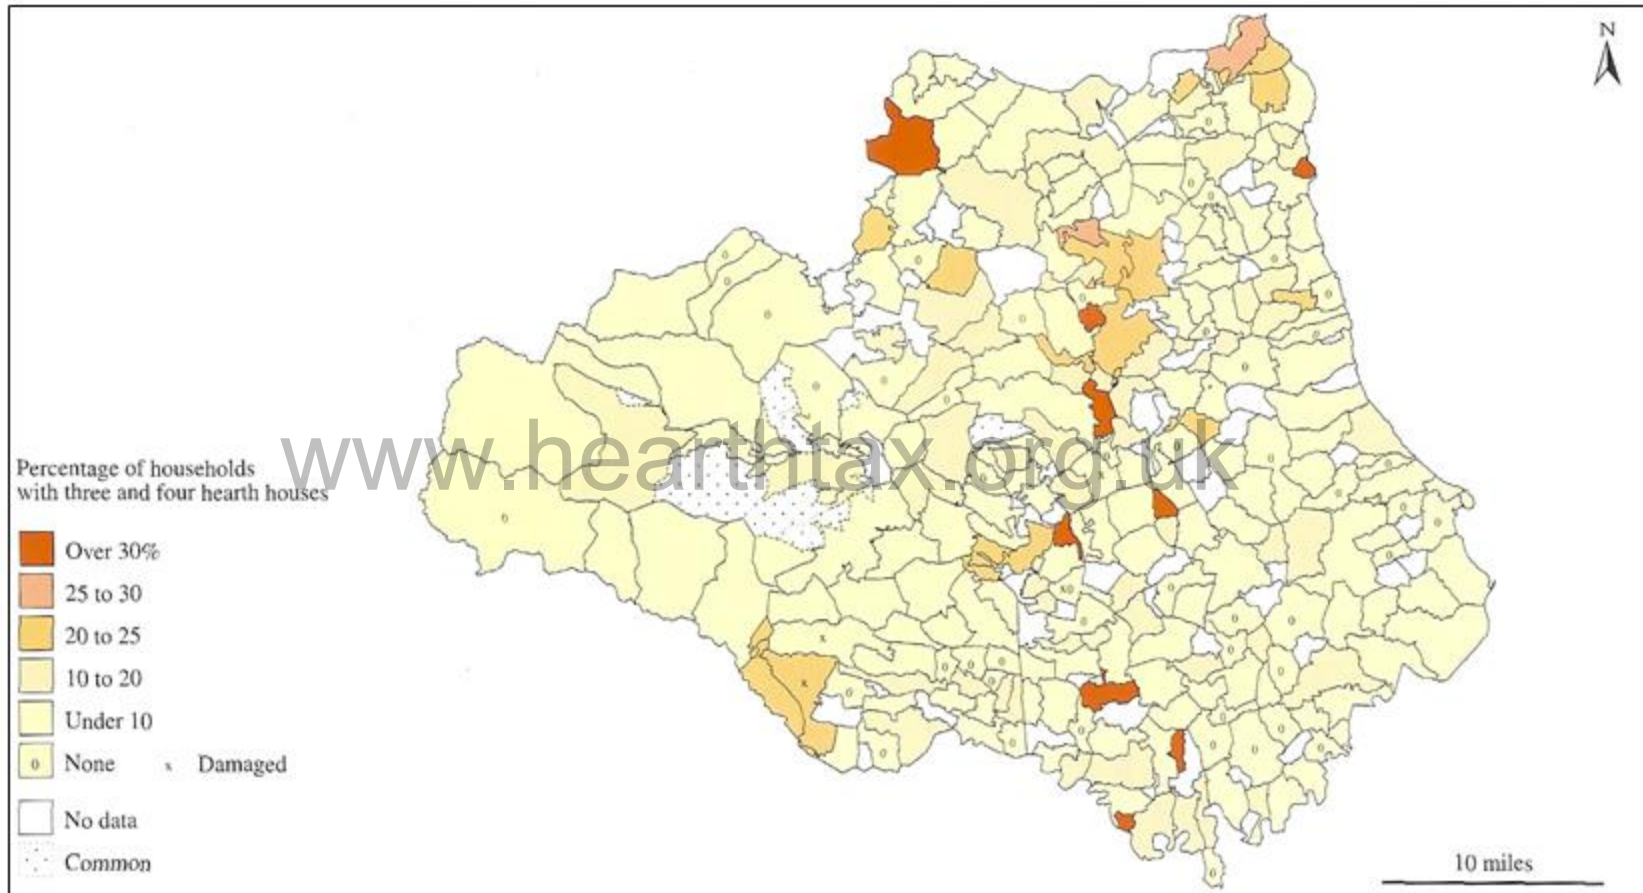 N
www.hearthtax.org.uk
Percentage of households
with three and four hearth houses
Over 30%
25 to 30
20 to 25
10 to 20
Under 10
0 None x Damaged
No data
Common
10 miles